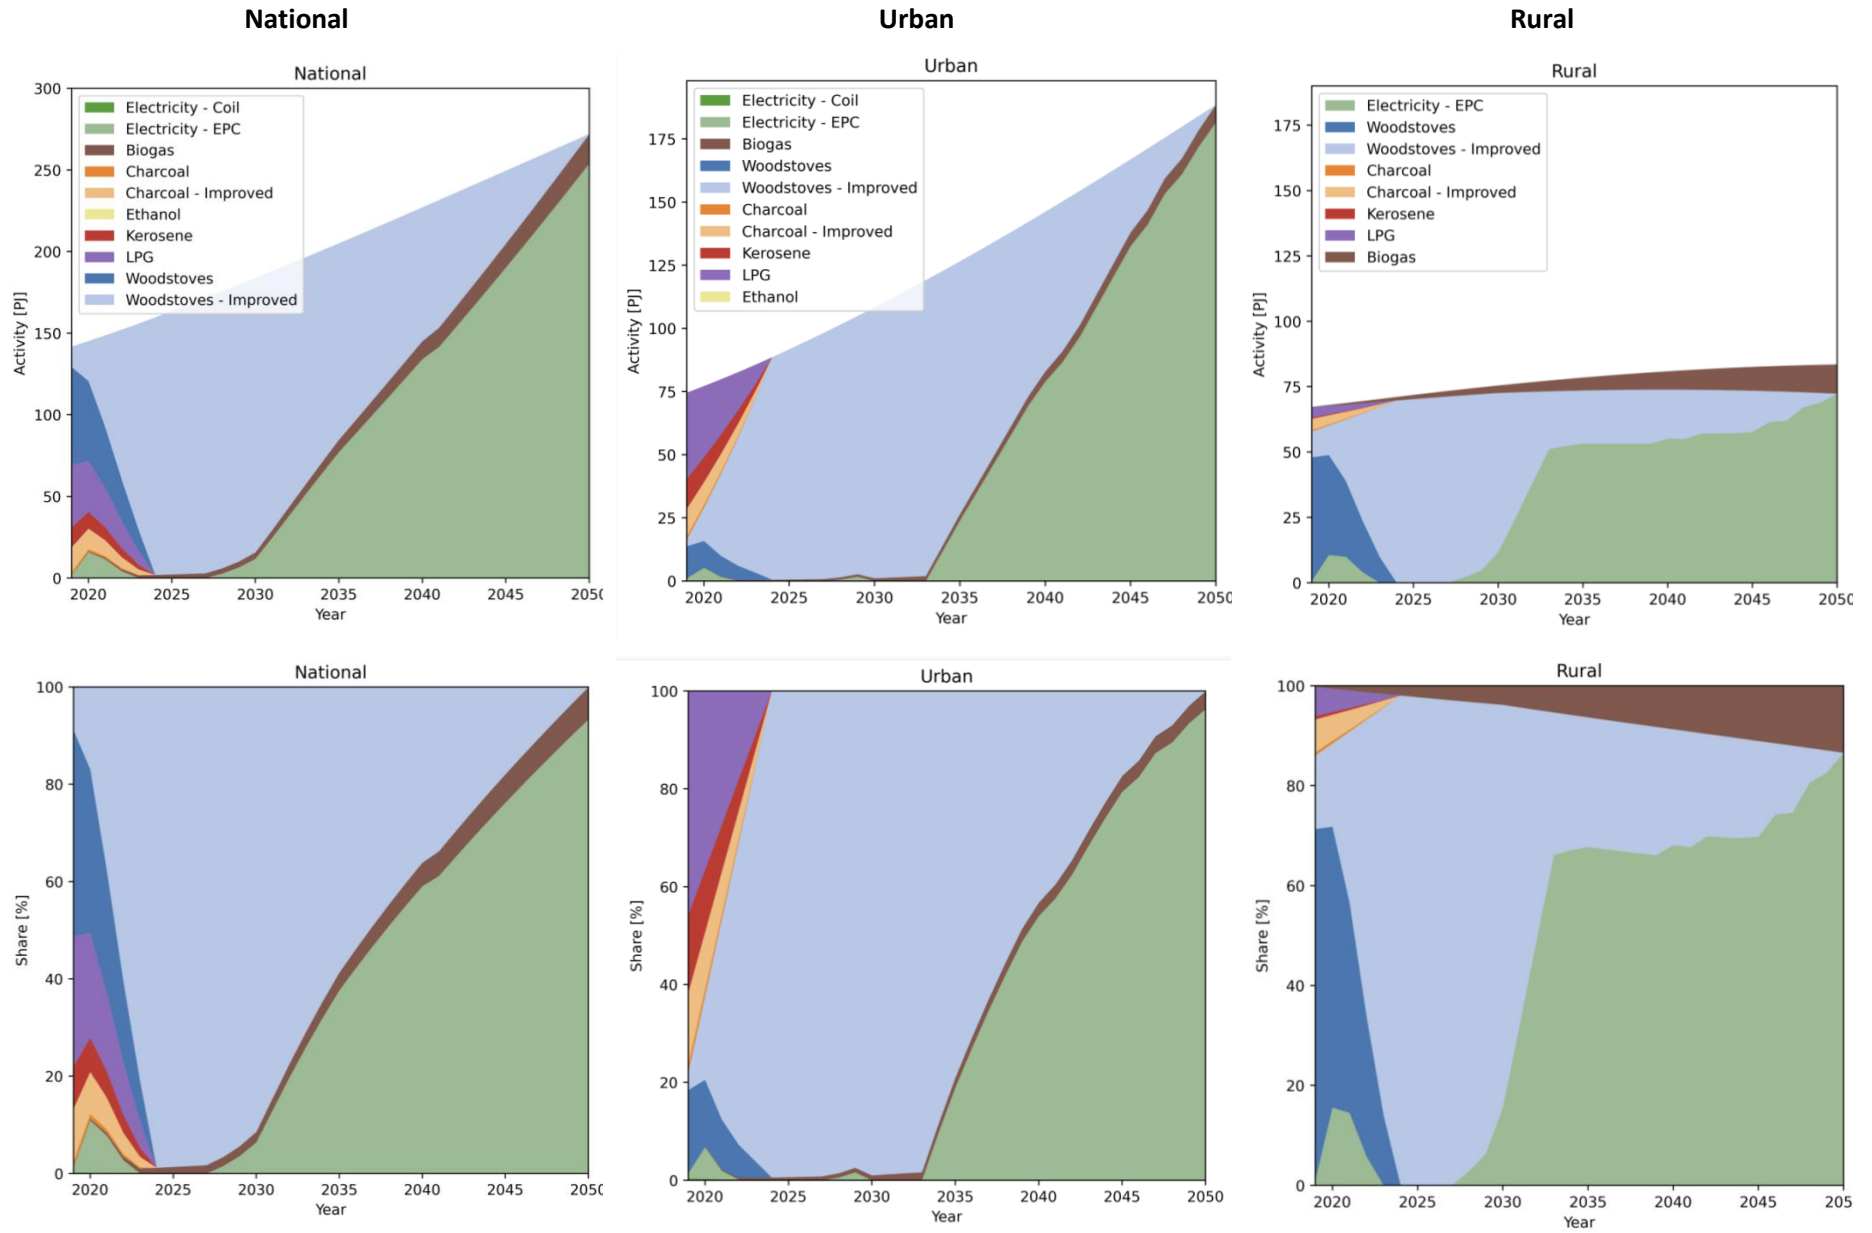 National
Urban
Rural
National
300
250
200
150
100
50
0
Activity [PJ]
Electricity - Coil
Electricity - EPC
Biogas
Charcoal
Charcoal - Improved
Ethanol
Kerosene
LPG
Woodstoves
Woodstoves - Improved
2020 2025 2030 2035 2040 2045 2050
Year
Urban
175
150
125
100
75
50
25
0
Activity [PJ]
Electricity - Coil
Electricity - EPC
Biogas
Woodstoves
Woodstoves - Improved
Charcoal
Charcoal - Improved
Kerosene
LPG
Ethanol
2020 2025 2030 2035 2040 2045 2050
Year
Rural
175
150
125
100
75
50
25
0
Activity [PJ]
Electricity - EPC
Woodstoves
Woodstoves - Improved
Charcoal
Charcoal - Improved
Kerosene
LPG
Biogas
2020 2025 2030 2035 2040 2045 2050
Year
National
100
80
60
40
20
0
Share [%]
2020 2025 2030 2035 2040 2045 2050
Year
Urban
100
80
60
40
20
0
Share [%]
2020 2025 2030 2035 2040 2045 2050
Year
Rural
100
80
60
40
20
0
Share [%]
2020 2025 2030 2035 2040 2045 205
Year